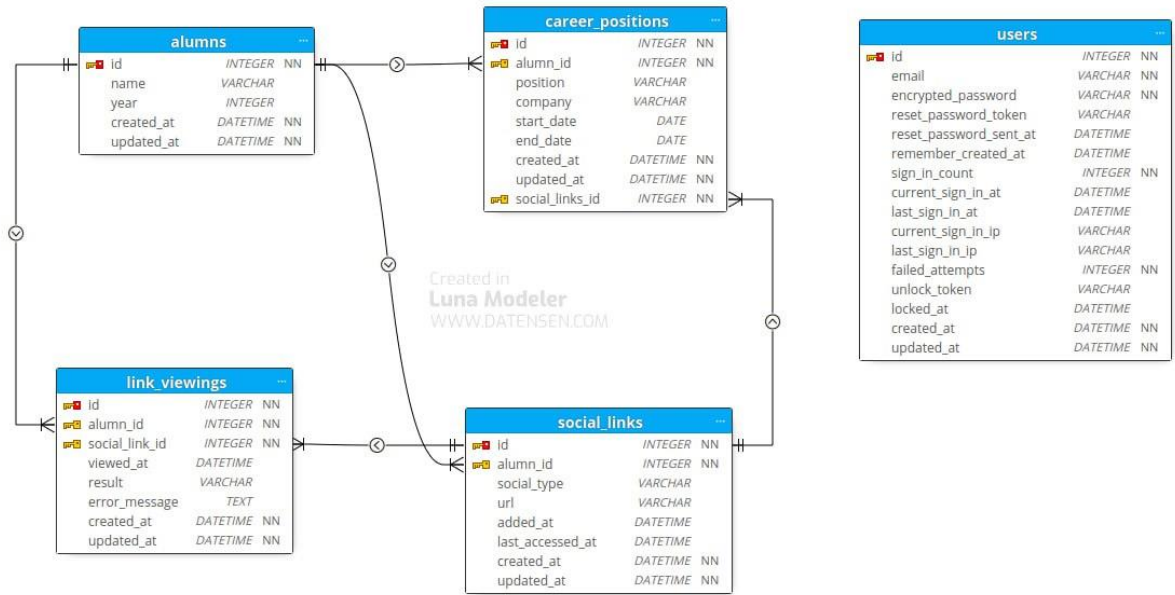 alumns
id INTEGER NN
name VARCHAR
year INTEGER
created_at DATETIME NN
updated_at DATETIME NN
career_positions
id INTEGER NN
alumn_id INTEGER NN
position VARCHAR
company VARCHAR
start_date DATE
end_date DATE
created_at DATETIME NN
updated_at DATETIME NN
social_links_id INTEGER NN
users
id INTEGER NN
email VARCHAR NN
encrypted_password VARCHAR NN
reset_password_token VARCHAR
reset_password_sent_at DATETIME
remember_created_at DATETIME
sign_in_count INTEGER NN
current_sign_in_at DATETIME
last_sign_in_at DATETIME
current_sign_in_ip VARCHAR
last_sign_in_ip VARCHAR
failed_attempts INTEGER NN
unlock_token VARCHAR
locked_at DATETIME
created_at DATETIME NN
updated_at DATETIME NN
Created in
Luna Modeler
WWW.DATENSEN.COM
link_viewings
id INTEGER NN
alumn_id INTEGER NN
social_link_id INTEGER NN
viewed_at DATETIME
result VARCHAR
error_message TEXT
created_at DATETIME NN
updated_at DATETIME NN
social_links
id INTEGER NN
alumn_id INTEGER NN
social_type VARCHAR
url VARCHAR
added_at DATETIME
last_accessed_at DATETIME
created_at DATETIME NN
updated_at DATETIME NN